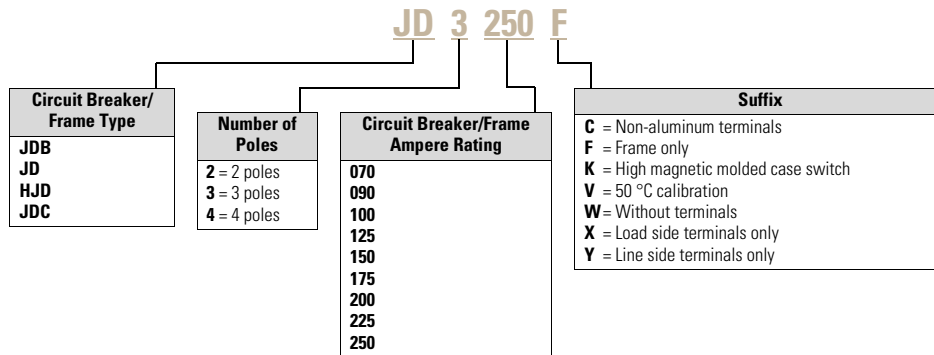 JD 3 250 F
Circuit Breaker/
Frame Type
JDB
JD
HJD
JDC
Number of
Poles
2 = 2 poles
3 = 3 poles
4 = 4 poles
Circuit Breaker/Frame
Ampere Rating
070
090
100
125
150
175
200
225
250
Suffix
C = Non-aluminum terminals
F = Frame only
K = High magnetic molded case switch
V = 50 °C calibration
W = Without terminals
X = Load side terminals only
Y = Line side terminals only